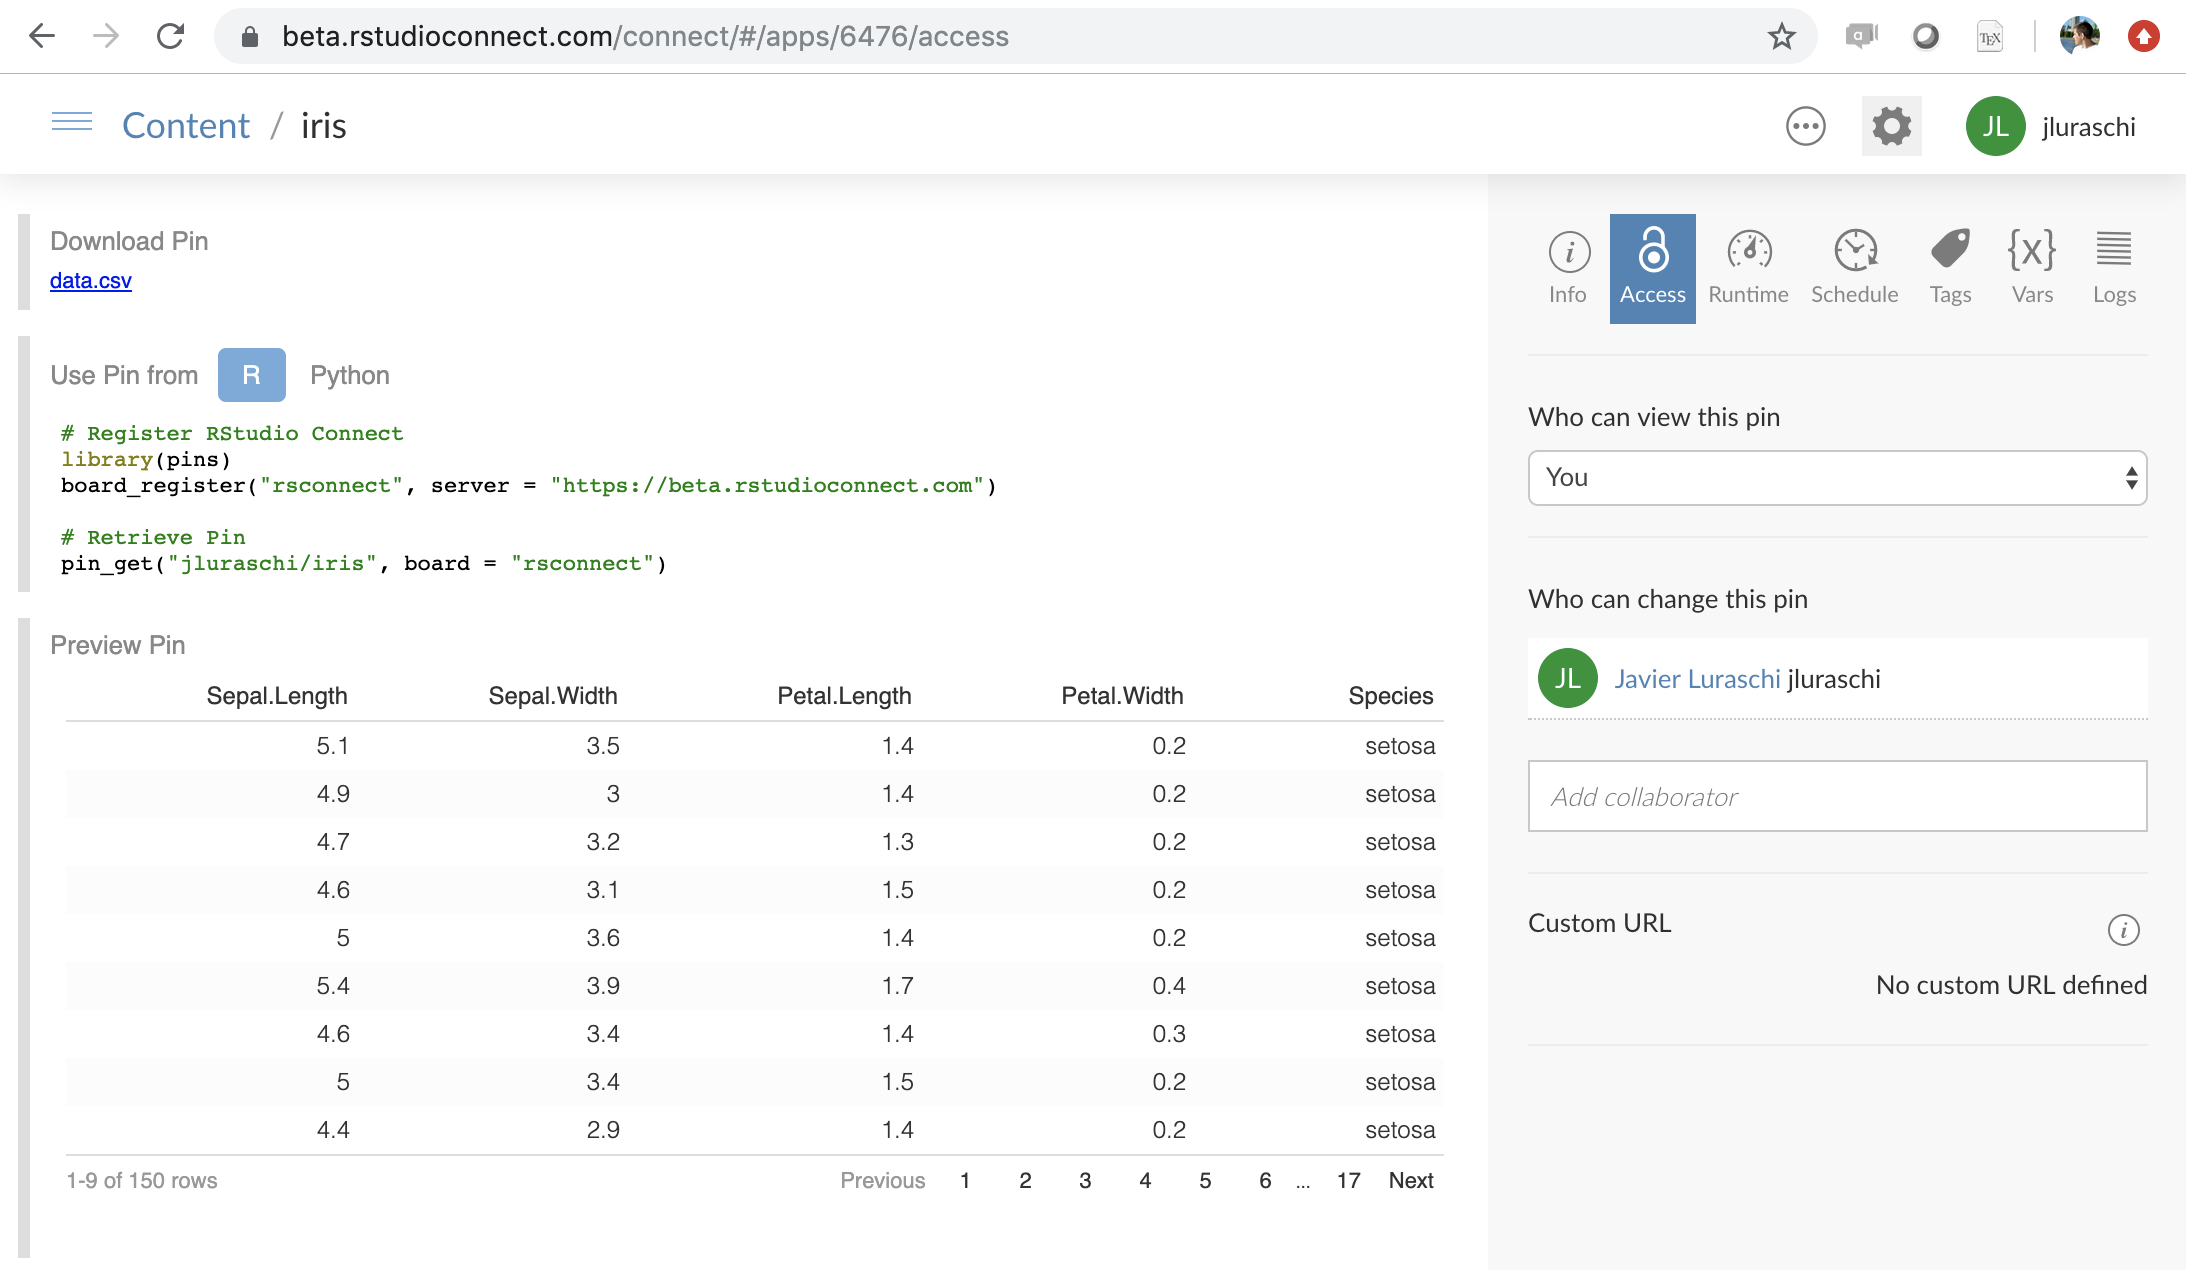 beta.rstudioconnect.com/connect/#/apps/6476/access
a
TEX
Content / iris
JL jluraschi
Download Pin
data.csv
Use Pin from R Python
# Register RStudio Connect
library(pins)
board_register("rsconnect", server = "https://beta.rstudioconnect.com")
# Retrieve Pin
pin_get("jluraschi/iris", board = "rsconnect")
Preview Pin
Sepal.Length Sepal.Width Petal.Length Petal.Width Species
5.1 3.5 1.4 0.2 setosa
4.9 3 1.4 0.2 setosa
4.7 3.2 1.3 0.2 setosa
4.6 3.1 1.5 0.2 setosa
5 3.6 1.4 0.2 setosa
5.4 3.9 1.7 0.4 setosa
4.6 3.4 1.4 0.3 setosa
5 3.4 1.5 0.2 setosa
4.4 2.9 1.4 0.2 setosa
1-9 of 150 rows Previous 1 2 3 4 5 6 ... 17 Next
i {x}
Info Access Runtime Schedule Tags Vars Logs
Who can view this pin
You
Who can change this pin
JL Javier Luraschi jluraschi
Add collaborator
Custom URL i
No custom URL defined